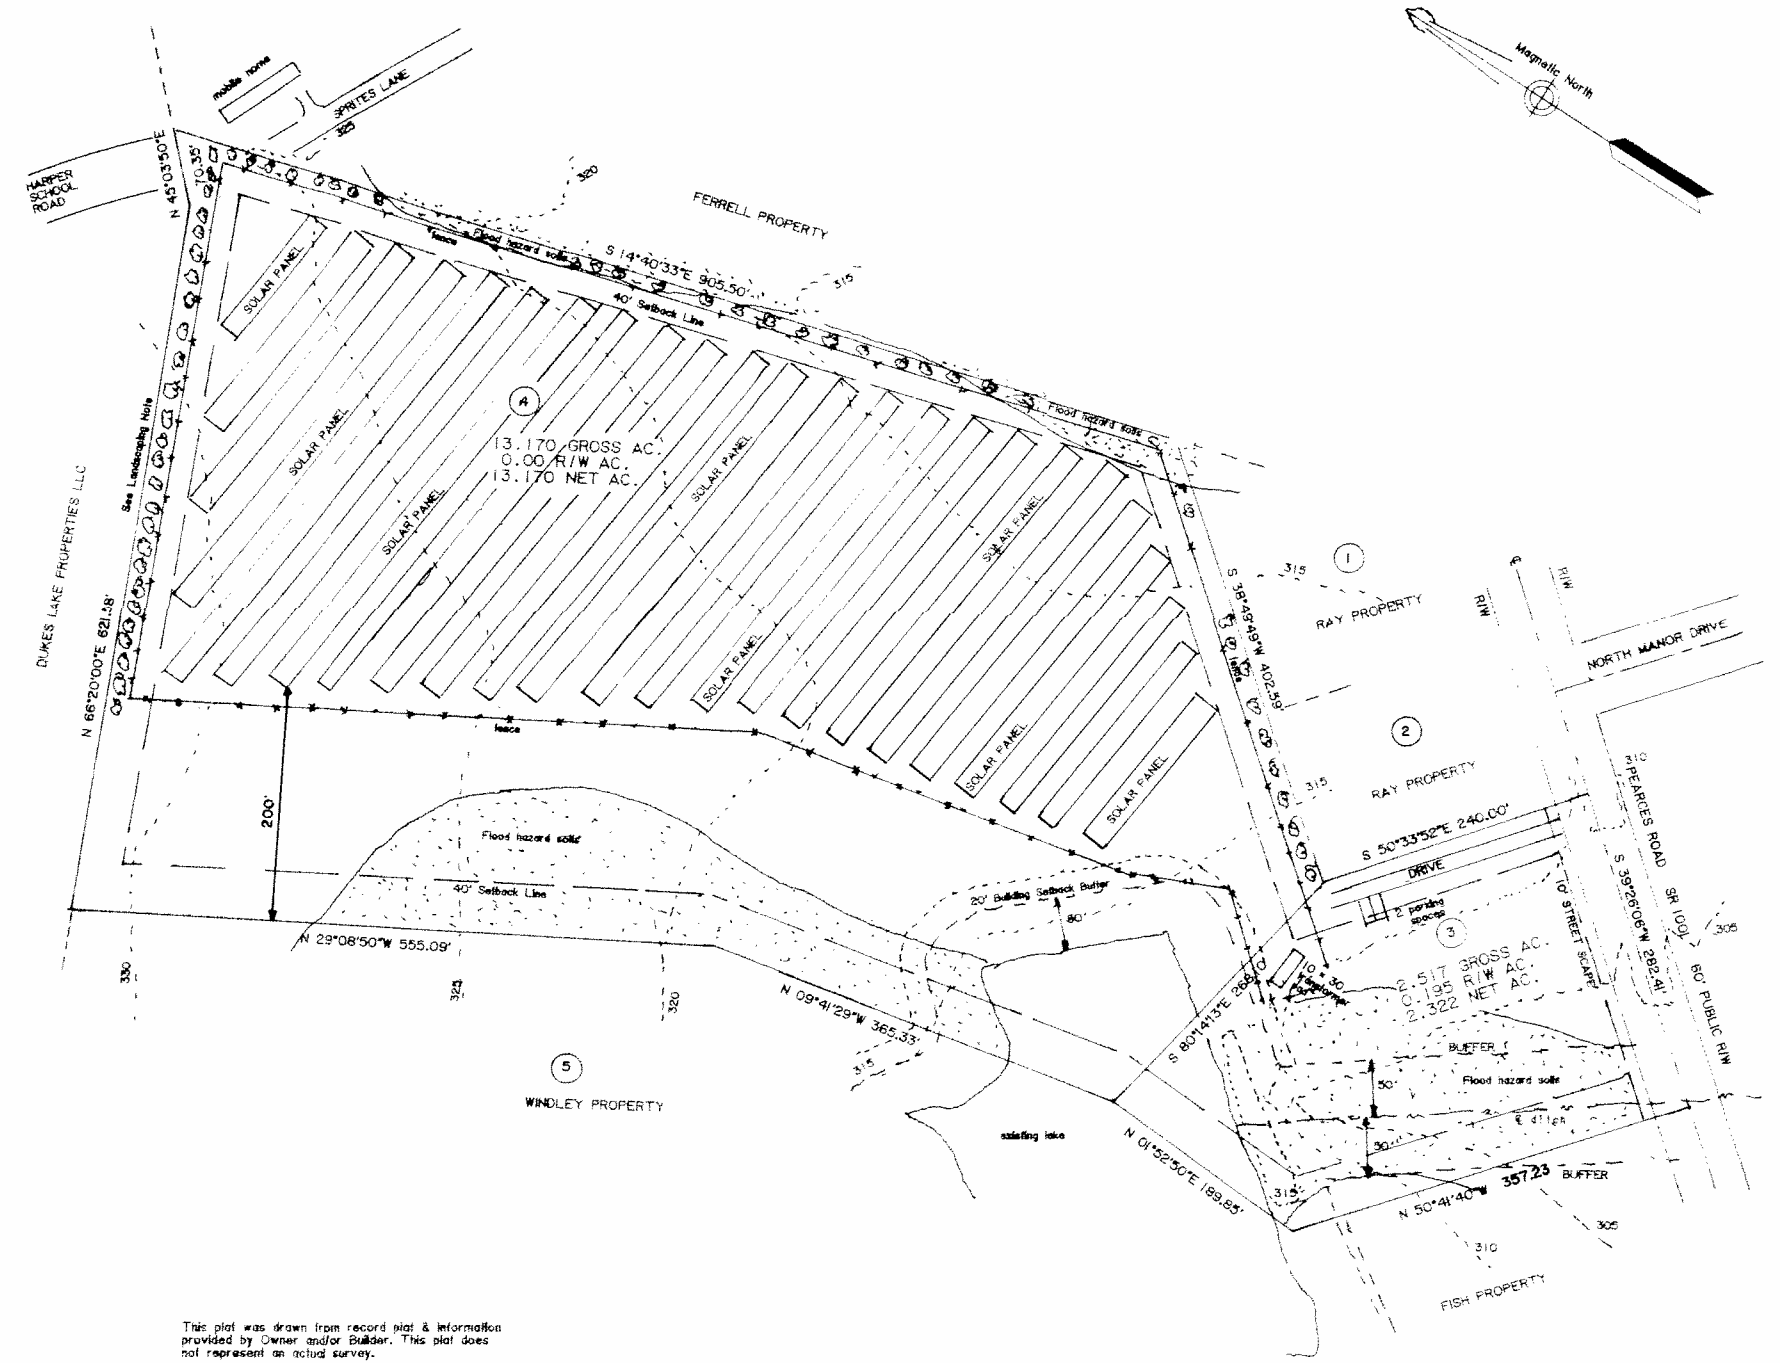 Magnetic North
mobile home
SPRITES LANE
325
HARPER
SCHOOL
ROAD
N 45°03'50"E
70.35'
320
FERRELL PROPERTY
fence
Flood hazard soils
S 14°40'33"E 905.50'
315
40' Setback Line
SOLAR PANEL
See Landscaping Note
DUKES LAKE PROPERTIES LLC
N 66°20'00"E 621.18'
4
13.170 GROSS AC.
0.00 R/W AC.
13.170 NET AC.
SOLAR PANEL
SOLAR PANEL
SOLAR PANEL
SOLAR PANEL
SOLAR PANEL
SOLAR PANEL
SOLAR PANEL
Flood hazard soils
S 38°49'49"W 402.59'
fence
315
1
RAY PROPERTY
R/W
R/W
NORTH MANOR DRIVE
2
RAY PROPERTY
315
310
PEARCES ROAD SR 1001 60' PUBLIC R/W
S 50°33'52"E 240.00'
DRIVE
2 parking
spaces
10' STREET SCAPE
S 39°26'06"W 282.41'
305
3
2.517 GROSS AC.
0.195 R/W AC.
2.322 NET AC.
10 x 30
transformer
S 80°14'13"E
fence
200'
Flood hazard soils
40' Setback Line
20' Building Setback Buffer
N 29°08'50"W 555.09'
330
325
320
N 09°41'29"W 365.33'
315
5
WINDLEY PROPERTY
existing lake
N 01°52'50"E 189.85'
BUFFER
50'
Flood hazard soils
ditch
50'
315
N 50°41'40"W 357.23 BUFFER
305
310
FISH PROPERTY
This plat was drawn from record plat & information
provided by Owner and/or Builder. This plat does
not represent an actual survey.